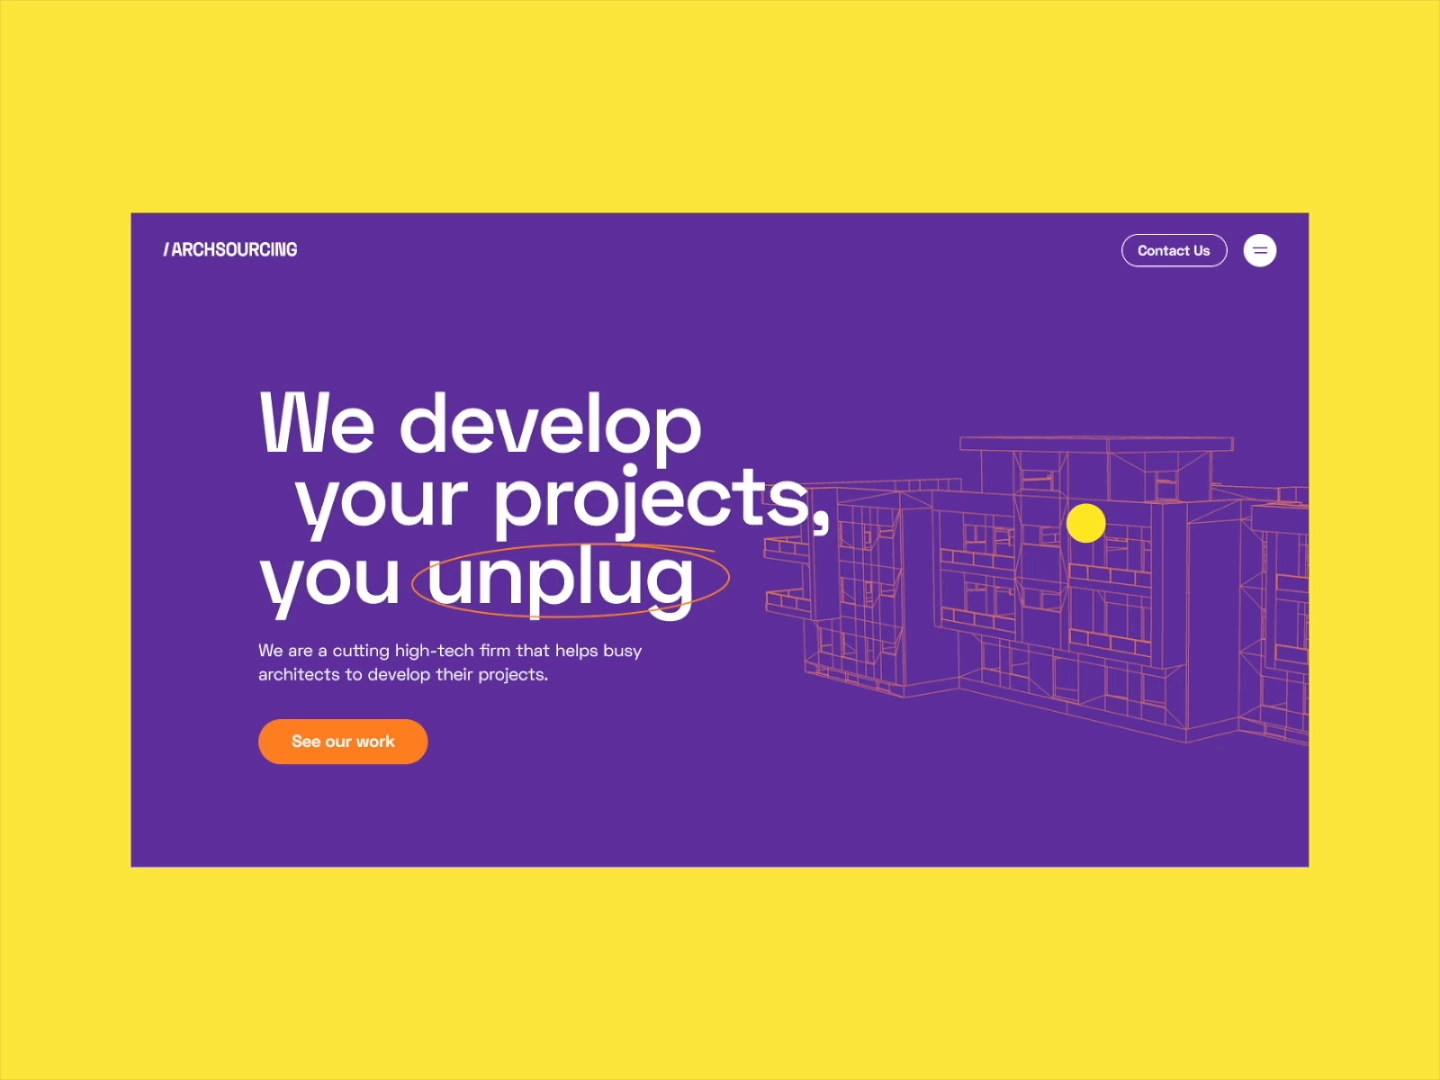 / ARCHSOURCING
Contact Us
We develop
your projects,
you unplug
We are a cutting high-tech firm that helps busy
architects to develop their projects.
See our work